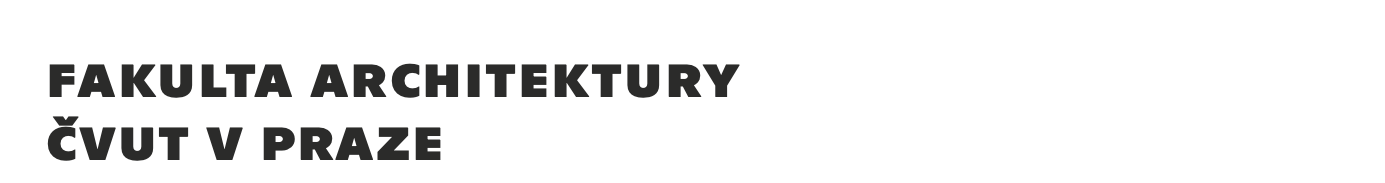 FAKULTA ARCHITEKTURY
ČVUT V PRAZE